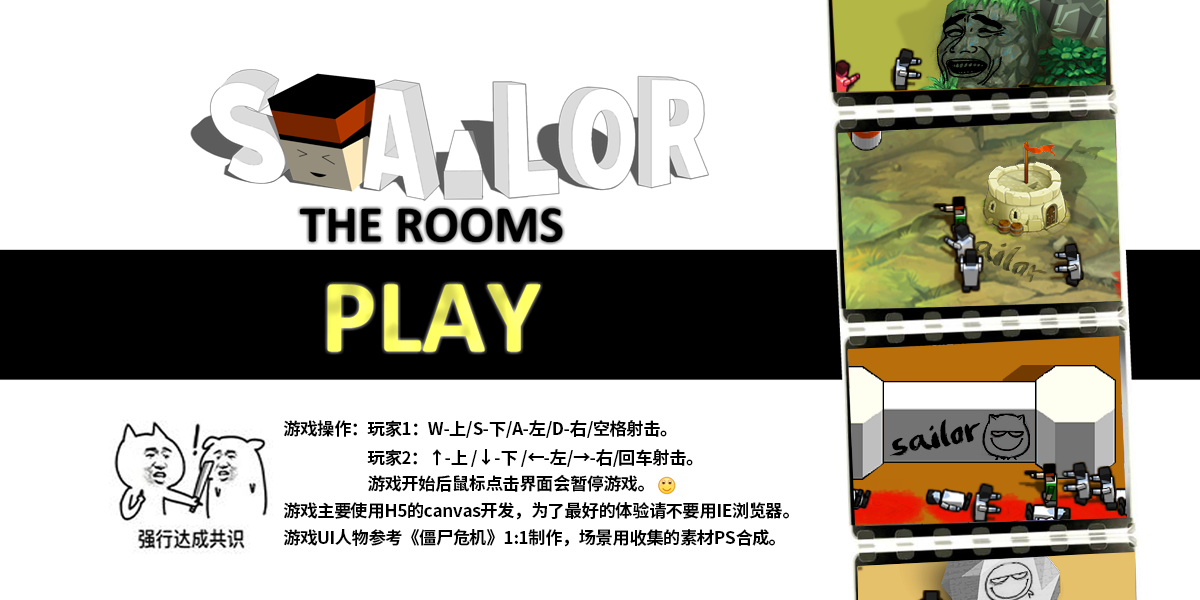 SAiLOR
THE ROOMS
PLAY
游戏操作：玩家1：W-上/S-下/A-左/D-右/空格射击。
玩家2：↑-上 /↓-下 /←-左/→-右/回车射击。
游戏开始后鼠标点击界面会暂停游戏。
游戏主要使用H5的canvas开发，为了最好的体验请不要用IE浏览器。
游戏UI人物参考《僵尸危机》1:1制作，场景用收集的素材PS合成。
!
强行达成共识
sailor
sailor